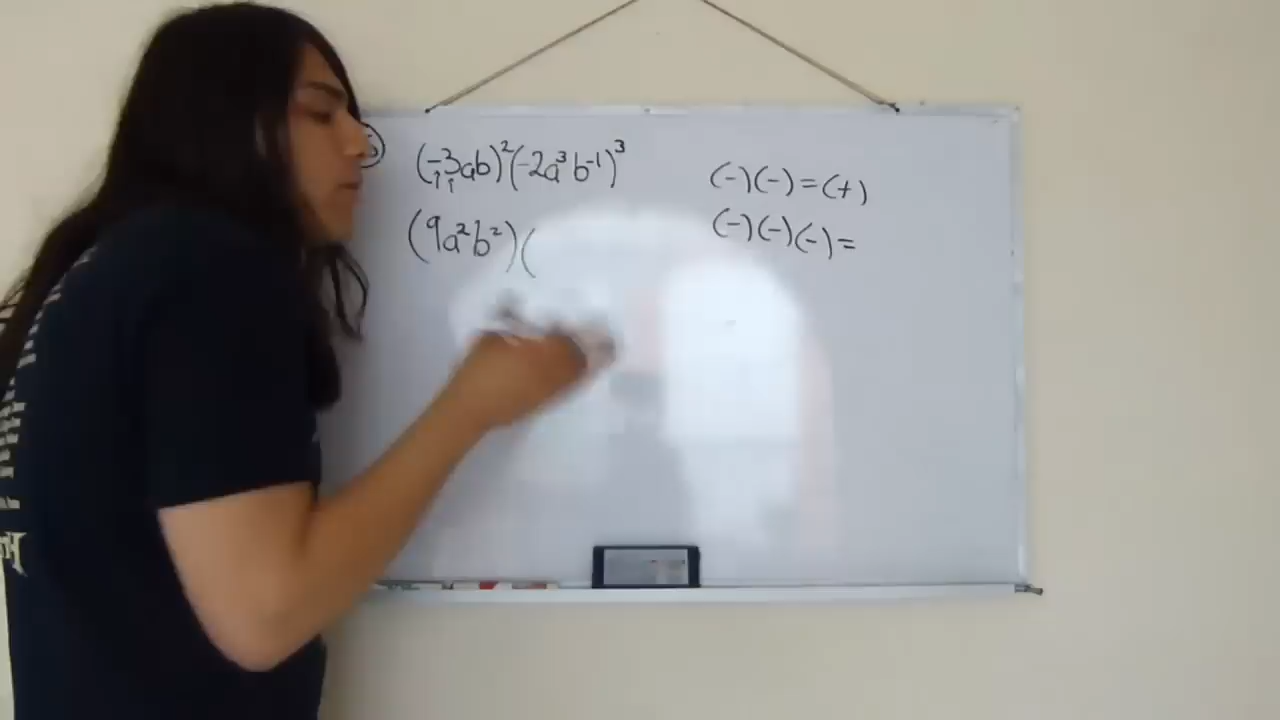 (-3ab)²(-2a³b⁻¹)³
(9a²b²)(
(-)(-)=(+)
(-)(-)(-)=